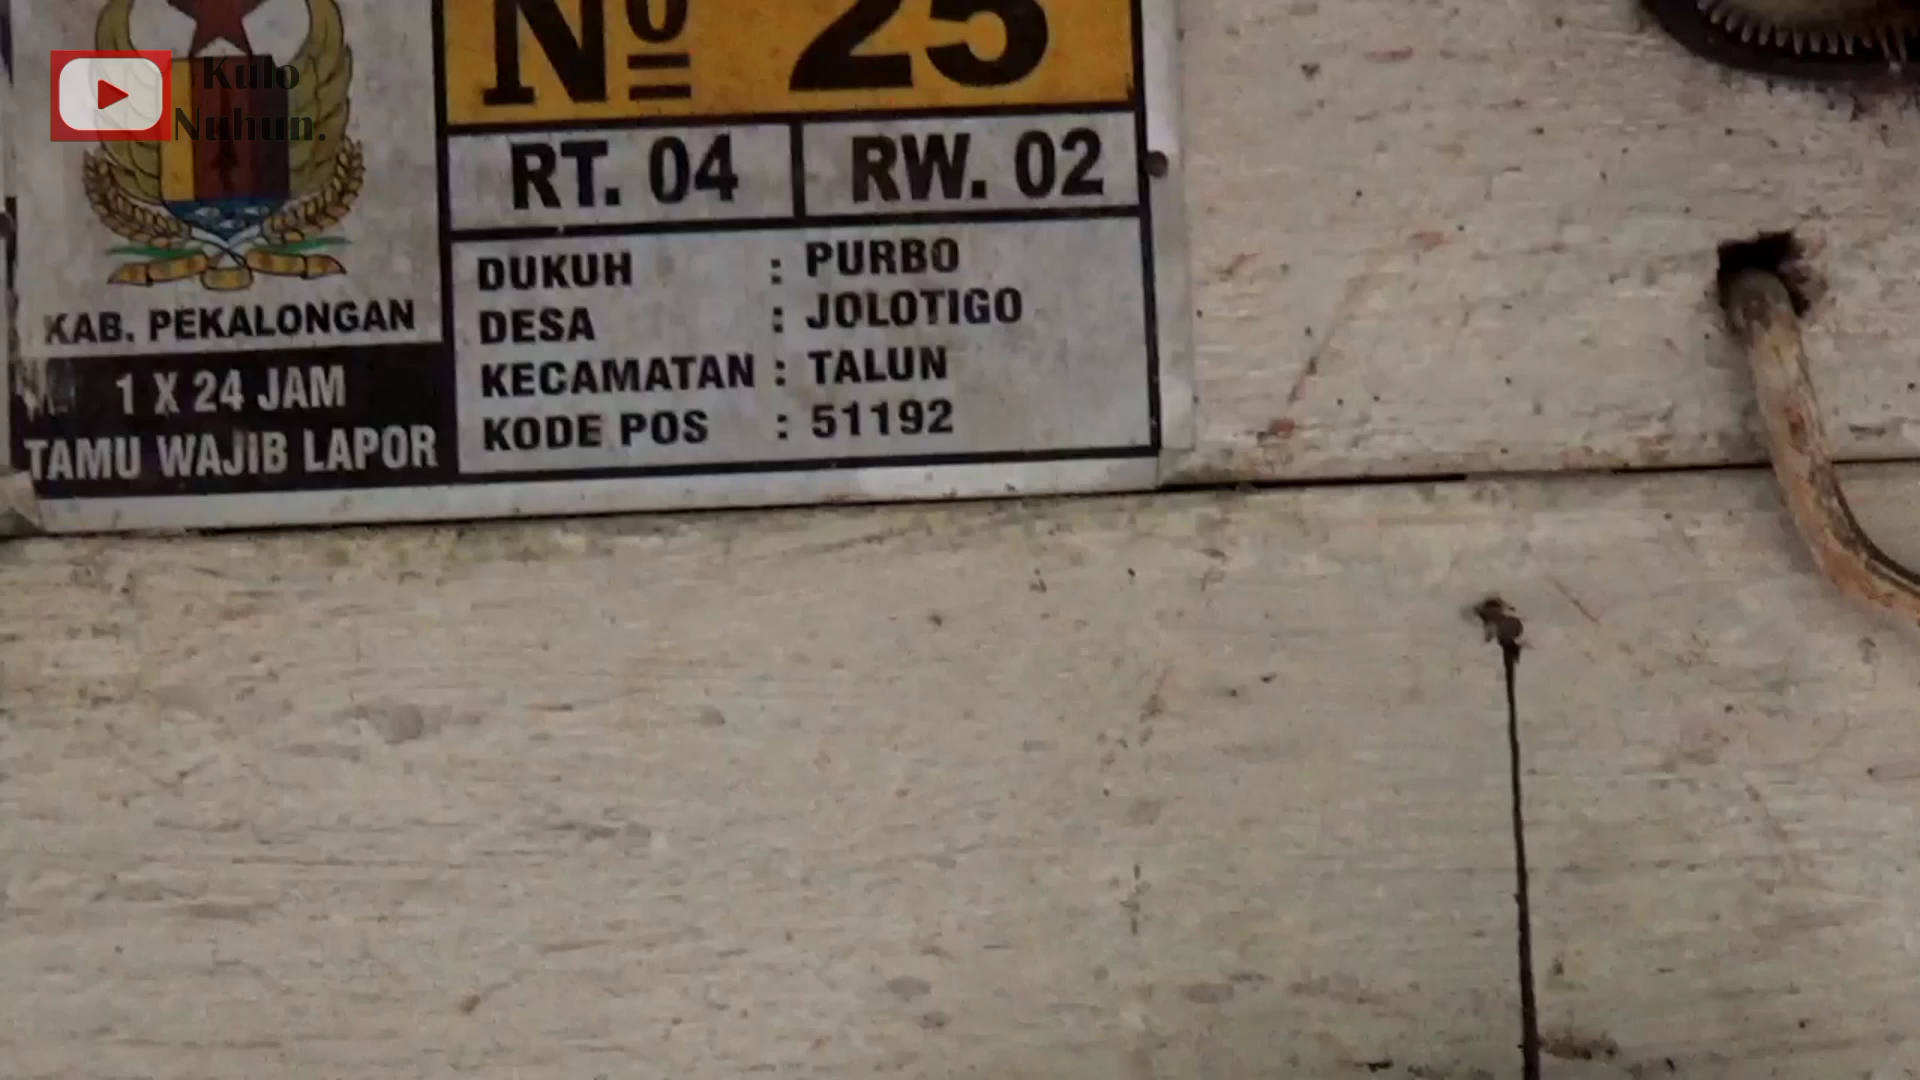 Kulo
Nuhun.
No 25
RT. 04 RW. 02
KAB. PEKALONGAN
1 X 24 JAM
TAMU WAJIB LAPOR
DUKUH : PURBO
DESA : JOLOTIGO
KECAMATAN : TALUN
KODE POS : 51192